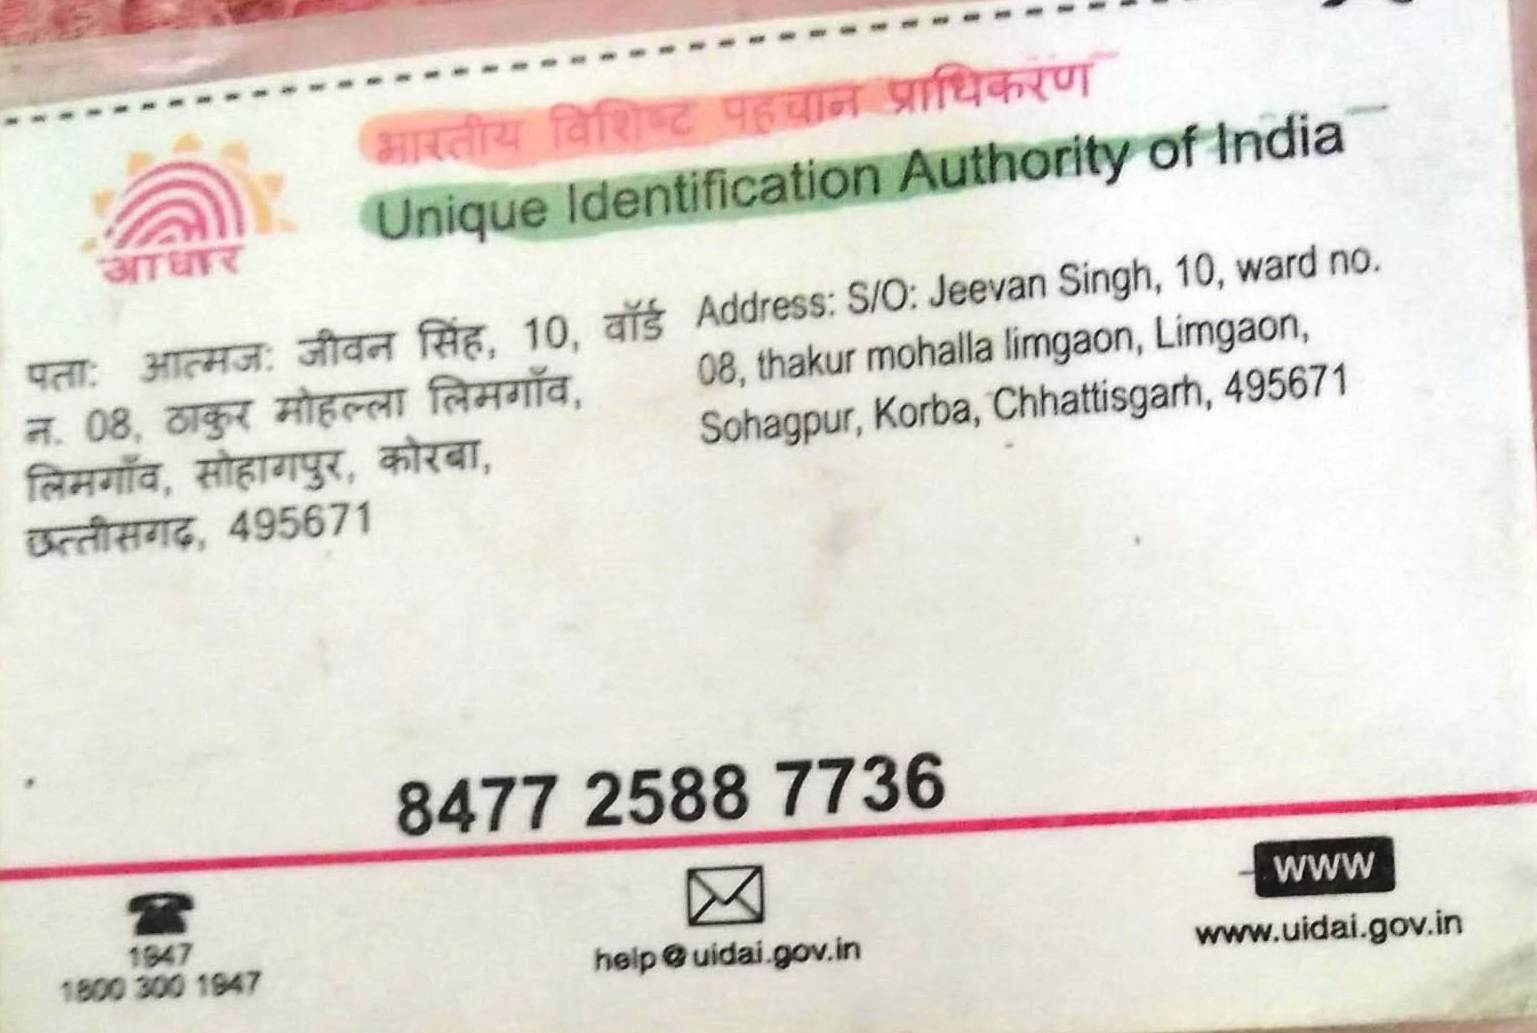 भारतीय विशिष्ट पहचान प्राधिकरण
Unique Identification Authority of India
आधार
पता: आत्मज: जीवन सिंह, 10, वॉर्ड
न. 08, ठाकुर मोहल्ला लिमगाँव,
लिमगाँव, सोहागपुर, कोरबा,
छत्तीसगढ़, 495671
Address: S/O: Jeevan Singh, 10, ward no.
08, thakur mohalla limgaon, Limgaon,
Sohagpur, Korba, Chhattisgarh, 495671
8477 2588 7736
1947
1800 300 1947
help@uidai.gov.in
www
www.uidai.gov.in